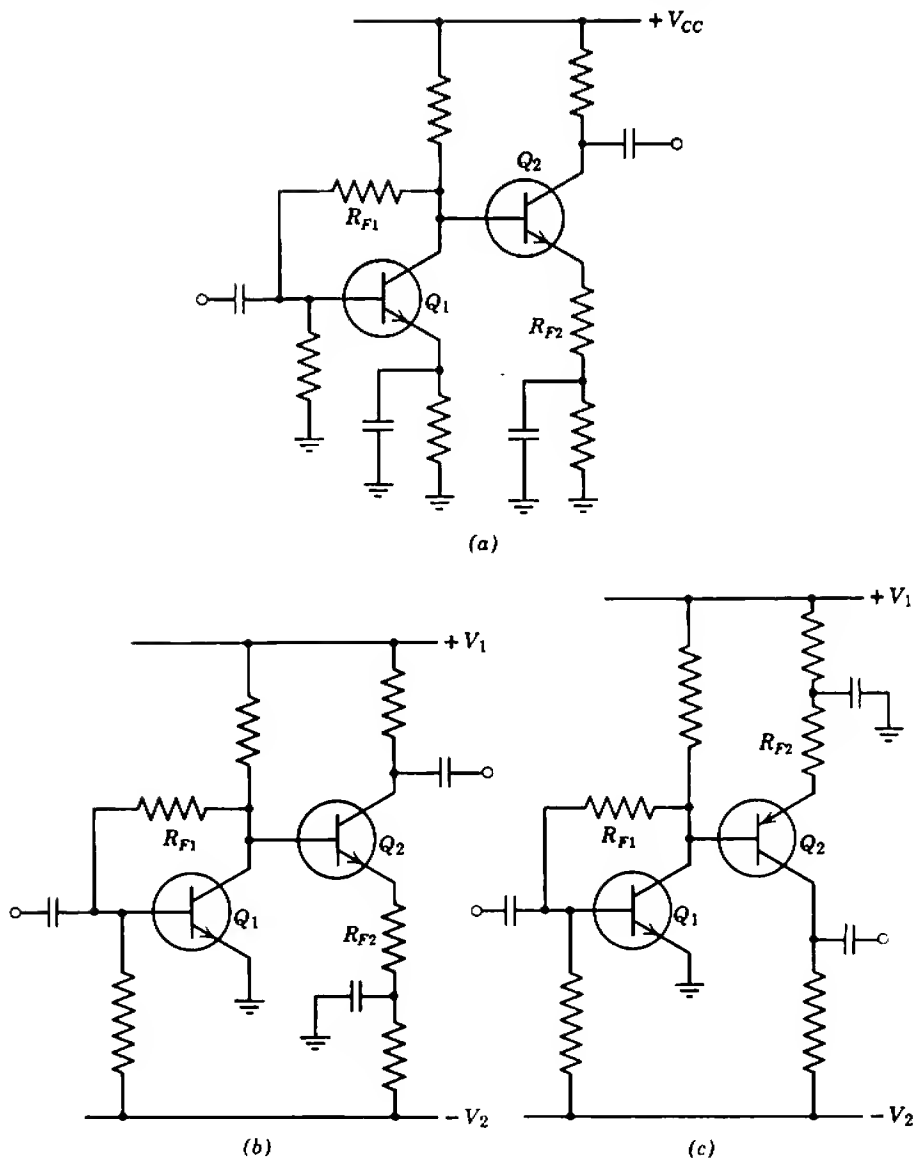 + V_CC
Q_2
R_F1
Q_1
R_F2
(a)
+ V_1
R_F1
Q_2
Q_1
R_F2
− V_2
(b)
+ V_1
R_F2
R_F1
Q_2
Q_1
− V_2
(c)